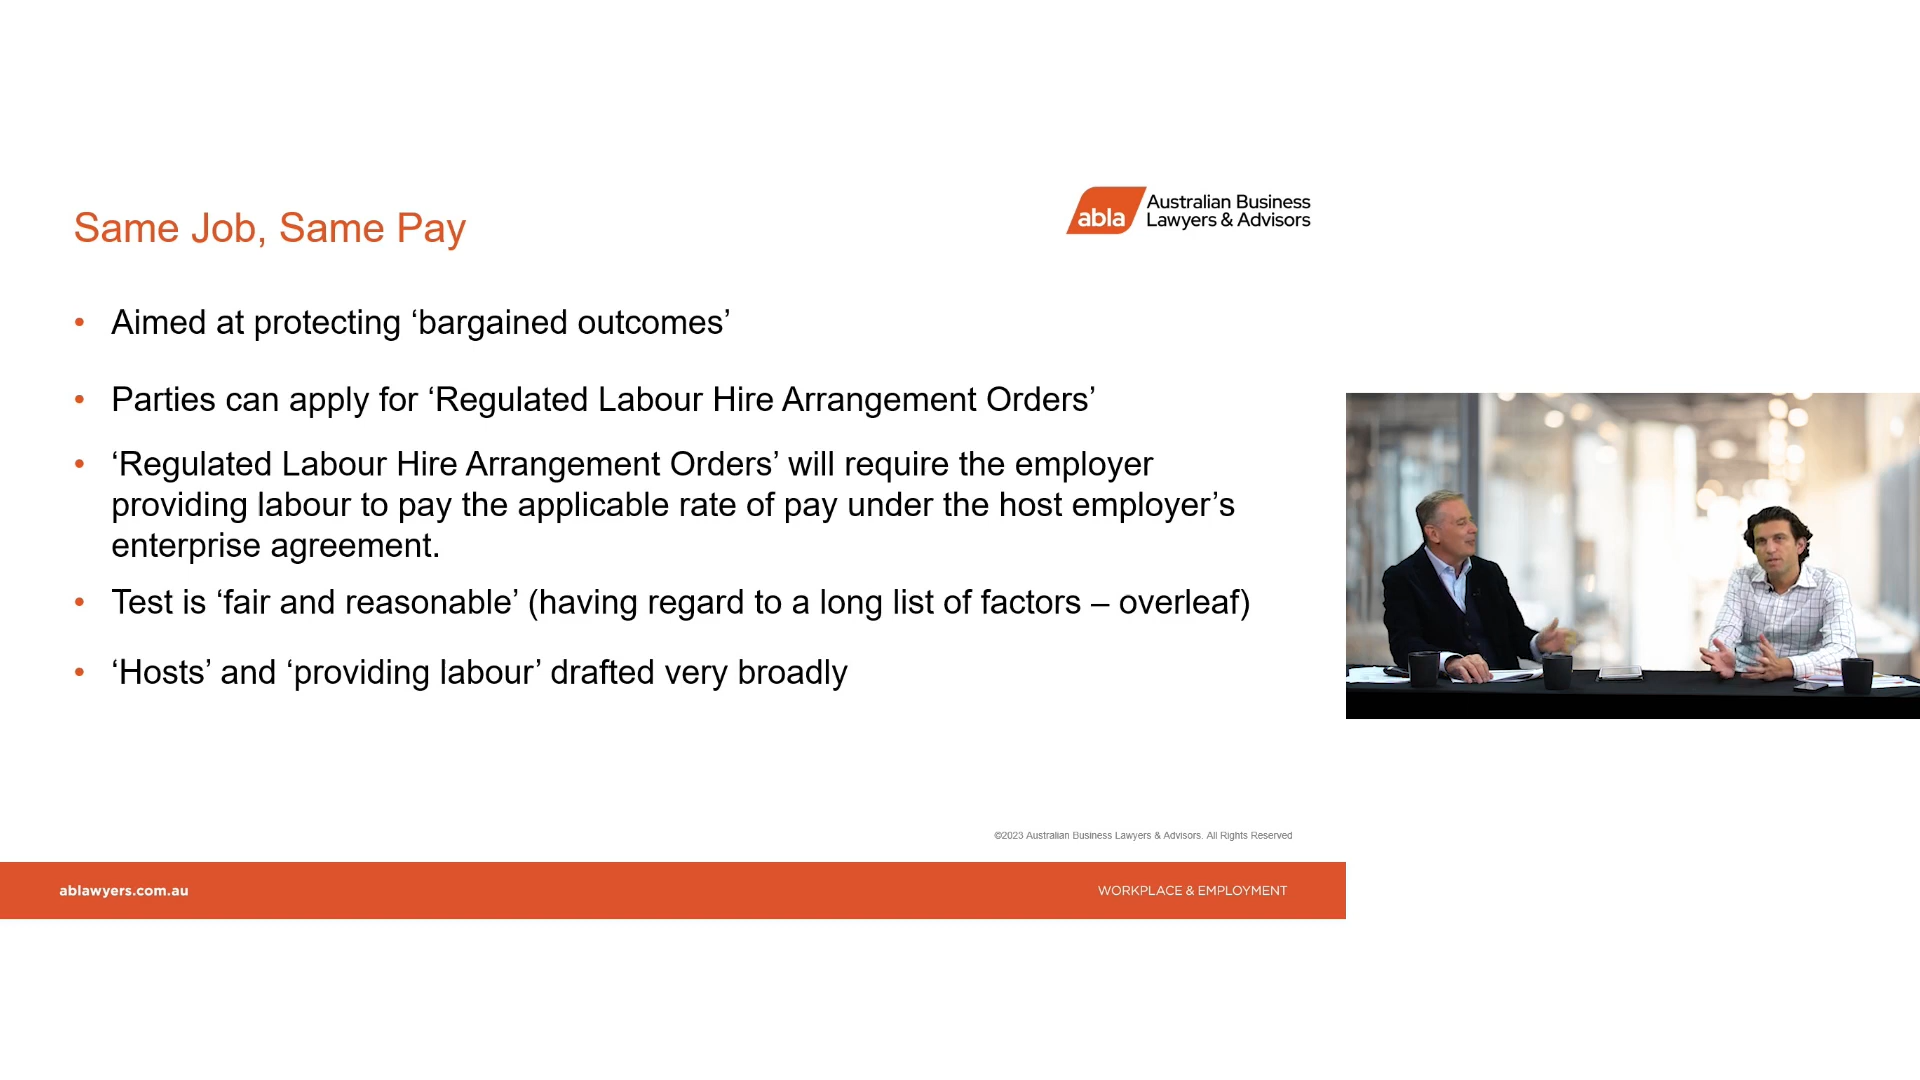 abla
Australian Business
Lawyers & Advisors
Same Job, Same Pay
• Aimed at protecting ‘bargained outcomes’
• Parties can apply for ‘Regulated Labour Hire Arrangement Orders’
• ‘Regulated Labour Hire Arrangement Orders’ will require the employer
providing labour to pay the applicable rate of pay under the host employer’s
enterprise agreement.
• Test is ‘fair and reasonable’ (having regard to a long list of factors – overleaf)
• ‘Hosts’ and ‘providing labour’ drafted very broadly
©2023 Australian Business Lawyers & Advisors. All Rights Reserved
ablawyers.com.au
WORKPLACE & EMPLOYMENT